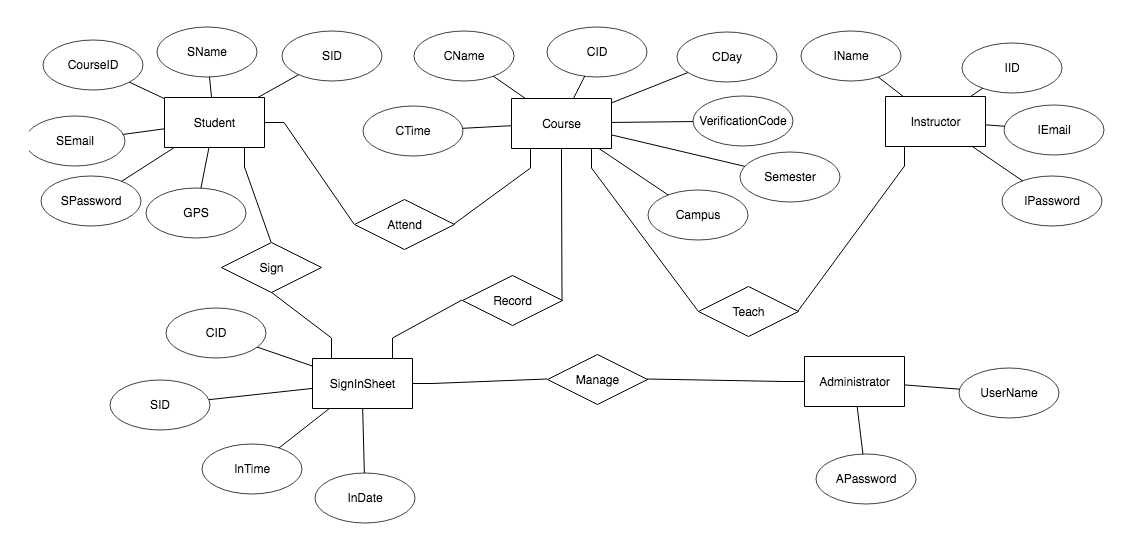 SName
CourseID
SID
CName
CID
CDay
IName
IID
Student
Course
Instructor
VerificationCode
CTime
IEmail
SEmail
Semester
SPassword
GPS
Campus
IPassword
Attend
Sign
Record
Teach
CID
SignInSheet
Manage
Administrator
UserName
SID
InTime
InDate
APassword